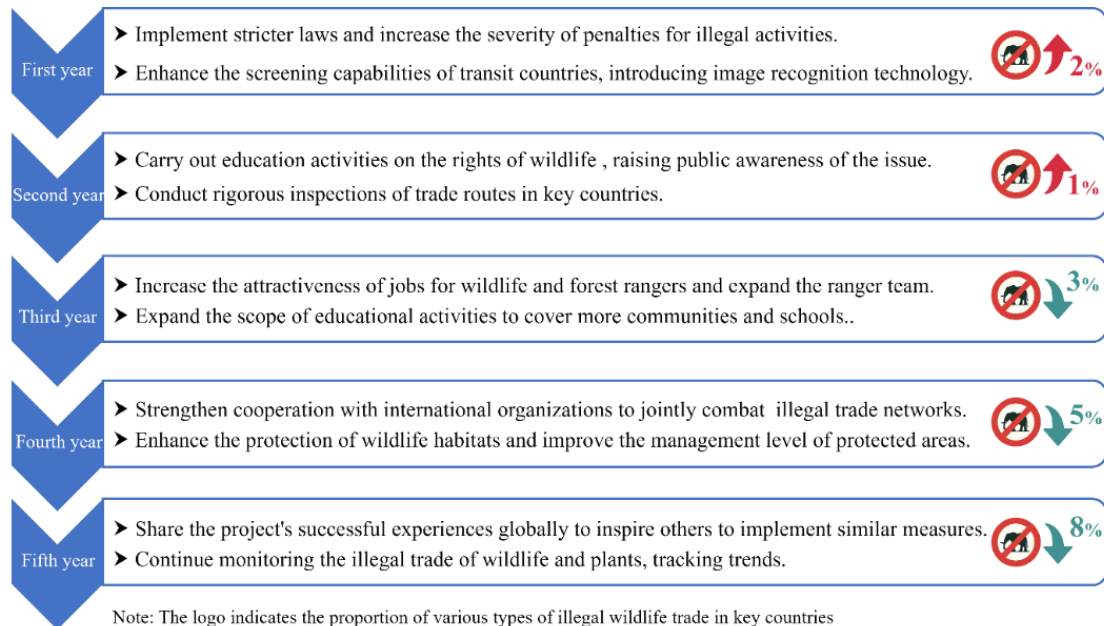 First year
➤ Implement stricter laws and increase the severity of penalties for illegal activities.
➤ Enhance the screening capabilities of transit countries, introducing image recognition technology.
2%
Second year
➤ Carry out education activities on the rights of wildlife , raising public awareness of the issue.
➤ Conduct rigorous inspections of trade routes in key countries.
1%
Third year
➤ Increase the attractiveness of jobs for wildlife and forest rangers and expand the ranger team.
➤ Expand the scope of educational activities to cover more communities and schools..
3%
Fourth year
➤ Strengthen cooperation with international organizations to jointly combat  illegal trade networks.
➤ Enhance the protection of wildlife habitats and improve the management level of protected areas.
5%
Fifth year
➤ Share the project's successful experiences globally to inspire others to implement similar measures.
➤ Continue monitoring the illegal trade of wildlife and plants, tracking trends.
8%
Note: The logo indicates the proportion of various types of illegal wildlife trade in key countries